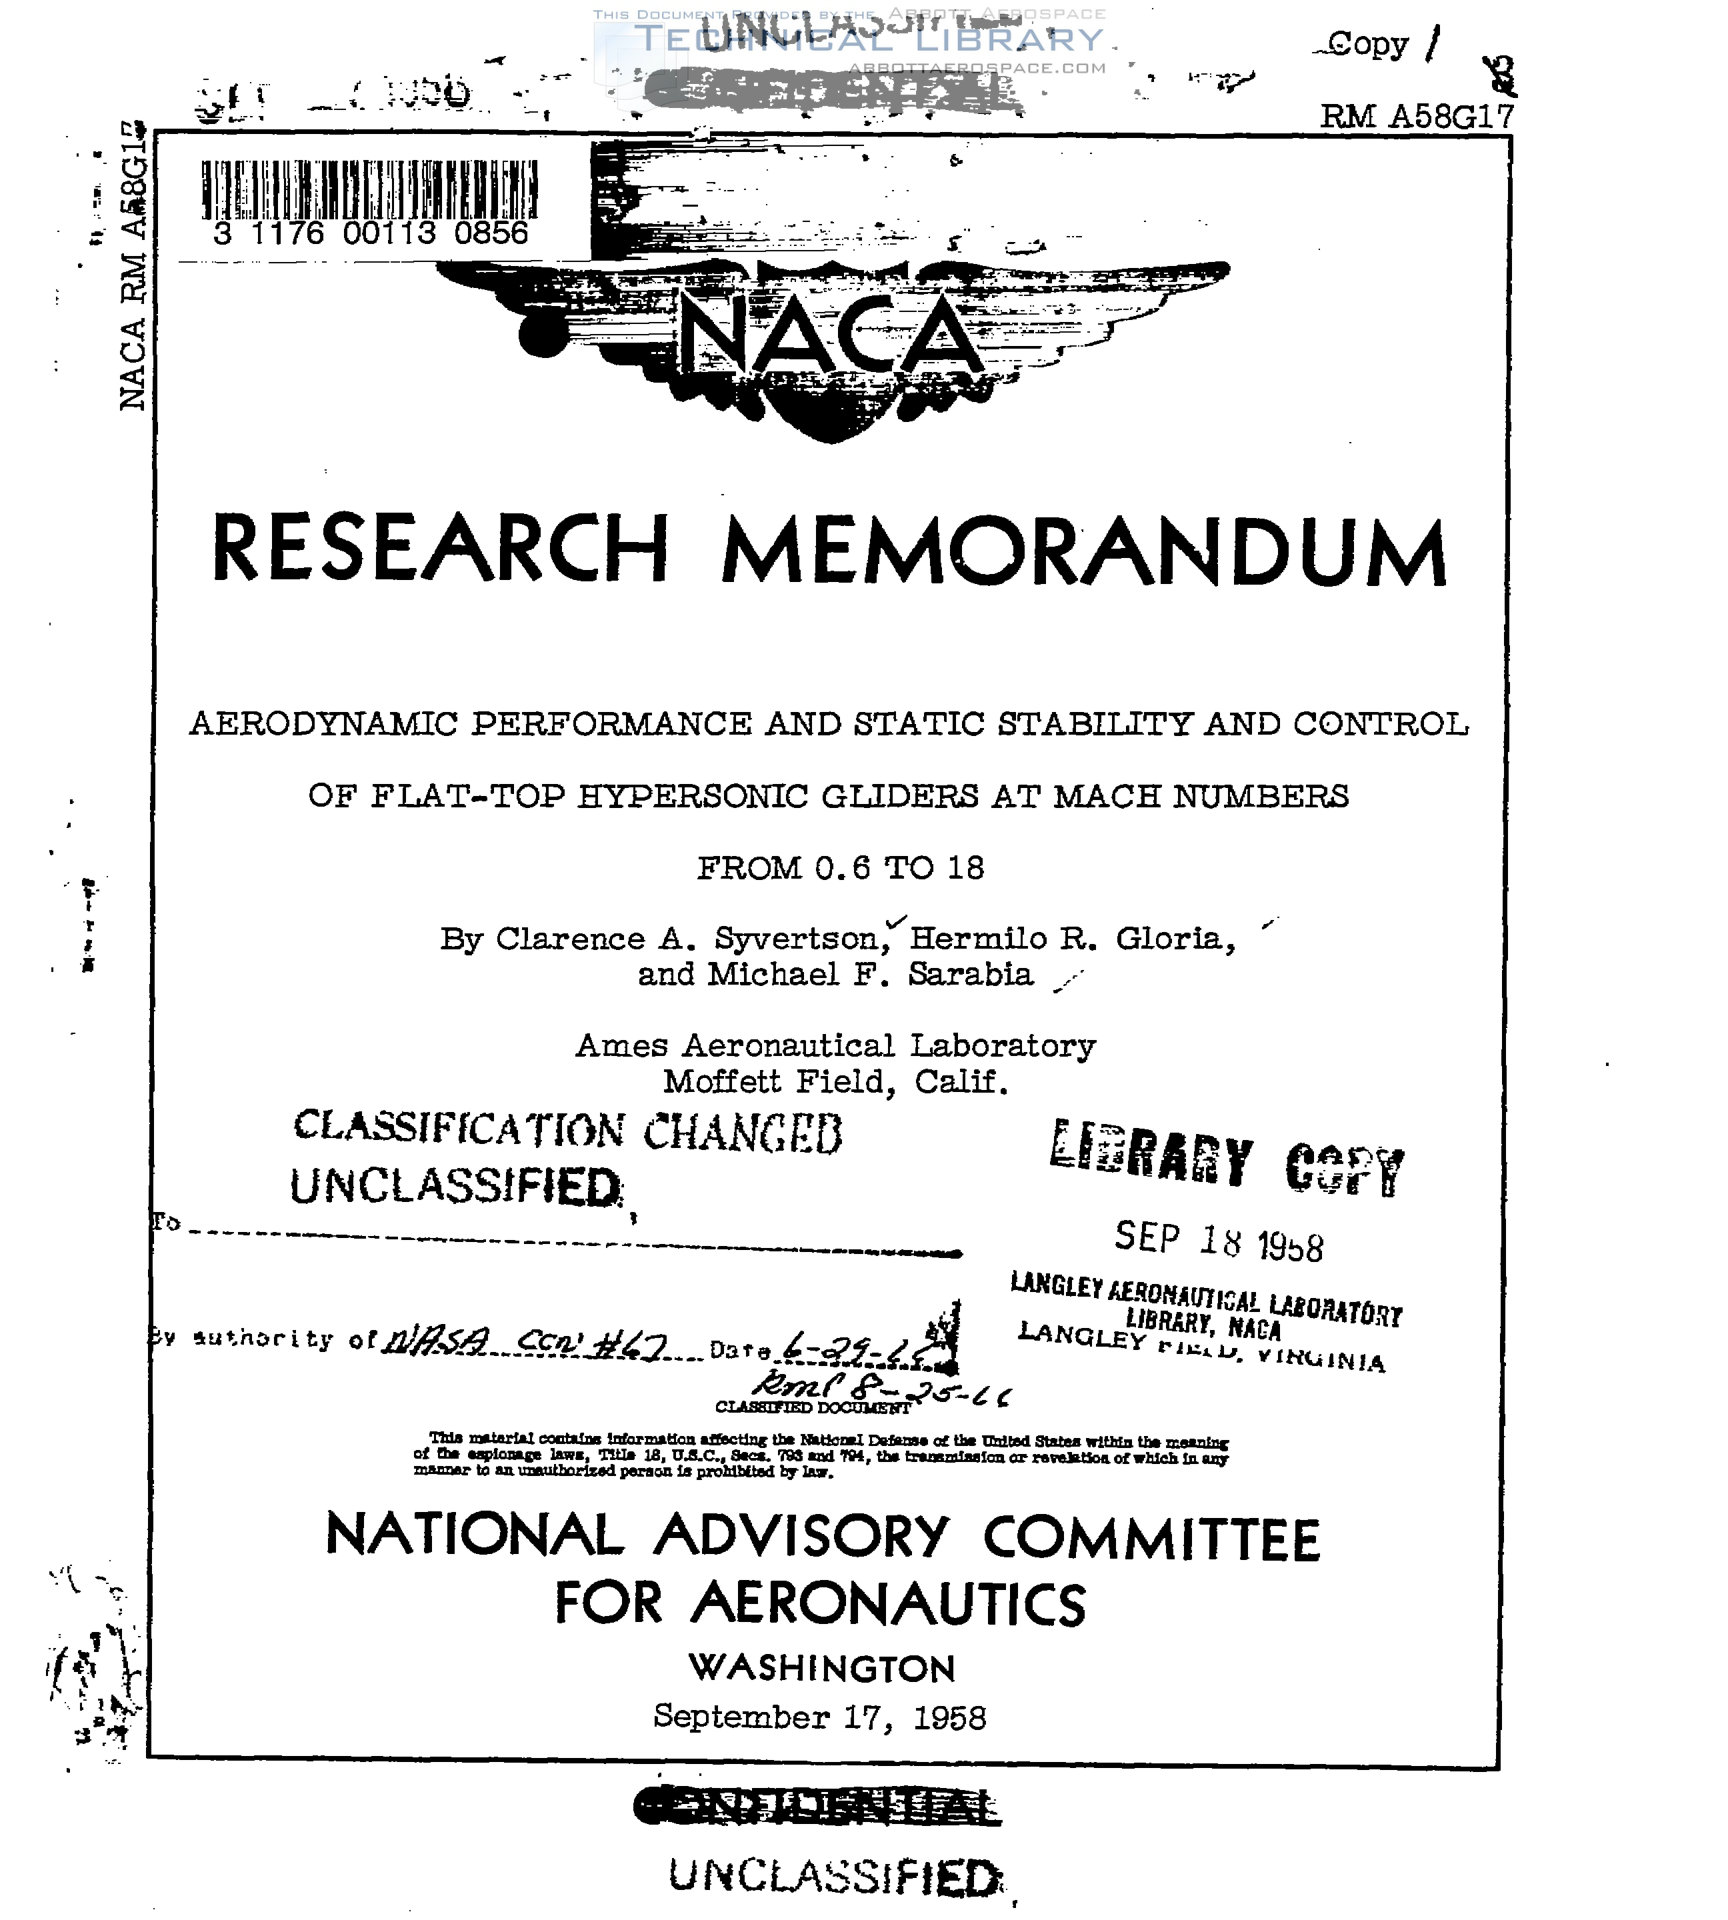 THIS DOCUMENT PROVIDED BY THE ABBOTT AEROSPACE
UNCLASSIFIED
TECHNICAL LIBRARY
ABBOTTAEROSPACE.COM
CONFIDENTIAL
Copy 1
RM A58G17
NACA RM A58G17
3 1176 00113 0856
NACA
RESEARCH MEMORANDUM
AERODYNAMIC PERFORMANCE AND STATIC STABILITY AND CONTROL
OF FLAT-TOP HYPERSONIC GLIDERS AT MACH NUMBERS
FROM 0.6 TO 18
By Clarence A. Syvertson, Hermilo R. Gloria,
and Michael F. Sarabia
Ames Aeronautical Laboratory
Moffett Field, Calif.
CLASSIFICATION CHANGED
UNCLASSIFIED
To
LIBRARY COPY
SEP 18 1958
LANGLEY AERONAUTICAL LABORATORY
LIBRARY, NACA
LANGLEY FIELD, VIRGINIA
By authority of NASA CCN #67 Date 6-29-66
8-25-66
CLASSIFIED DOCUMENT
This material contains information affecting the National Defense of the United States within the meaning
of the espionage laws, Title 18, U.S.C., Secs. 793 and 794, the transmission or revelation of which in any
manner to an unauthorized person is prohibited by law.
NATIONAL ADVISORY COMMITTEE
FOR AERONAUTICS
WASHINGTON
September 17, 1958
CONFIDENTIAL
UNCLASSIFIED